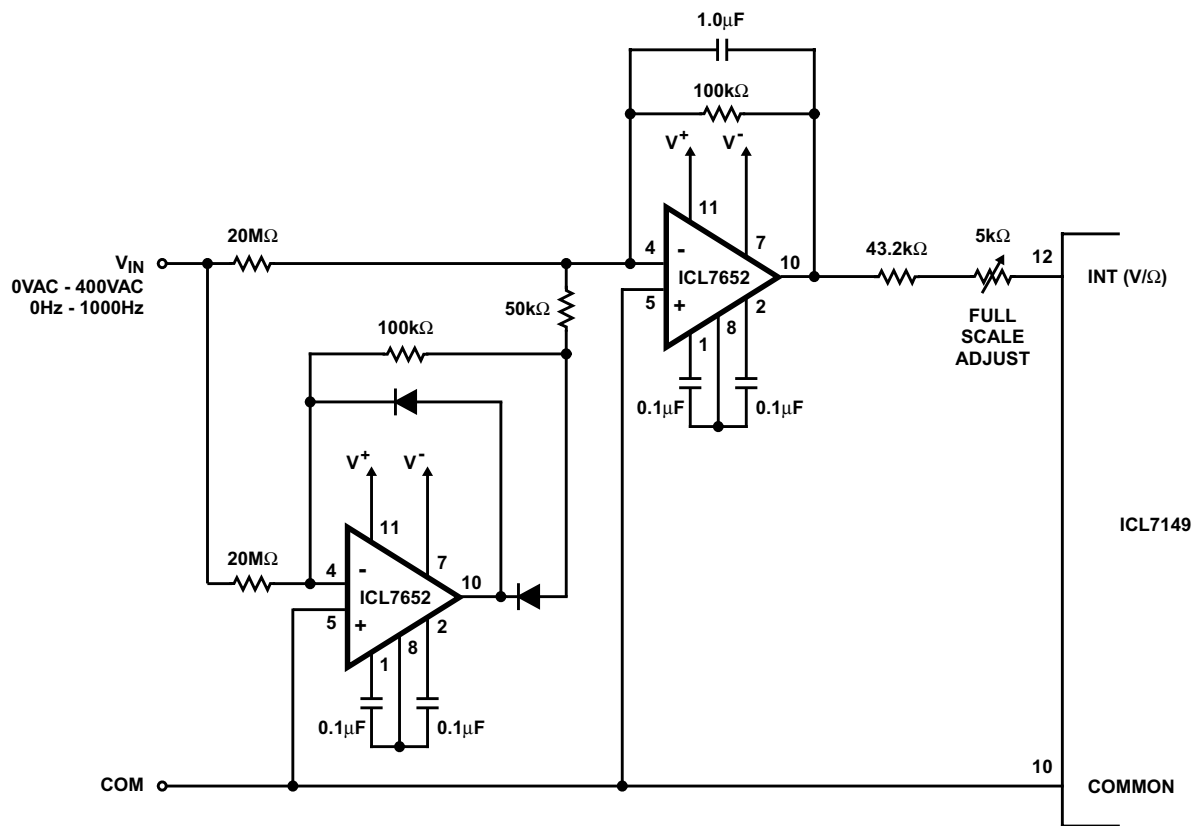 1.0μF
100kΩ
V+
V-
11
7
20MΩ
43.2kΩ
5kΩ
12
VIN
0VAC - 400VAC
0Hz - 1000Hz
4
-
ICL7652
10
INT (V/Ω)
5
+
2
8
1
50kΩ
FULL
SCALE
ADJUST
100kΩ
0.1μF
0.1μF
V+
V-
11
7
ICL7149
20MΩ
4
-
10
ICL7652
5
+
2
8
1
0.1μF
0.1μF
COM
10
COMMON